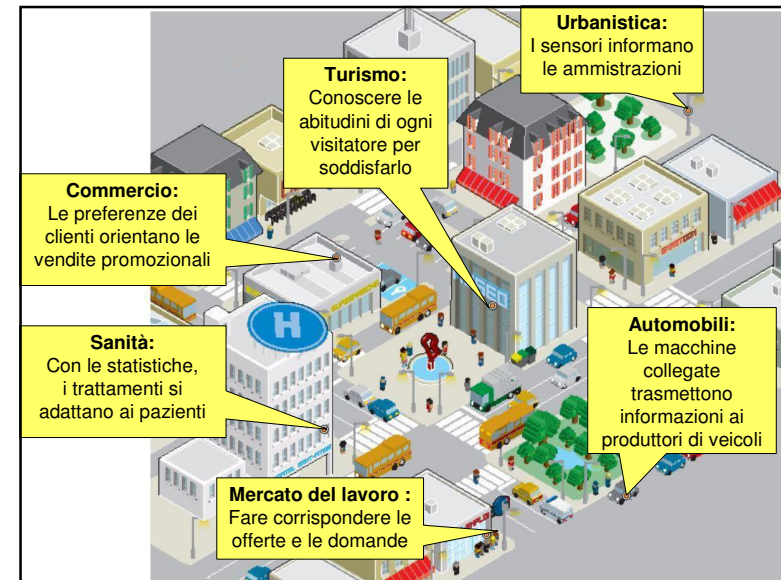 Urbanistica:
I sensori informano
le ammistrazioni
Turismo:
Conoscere le
abitudini di ogni
visitatore per
soddisfarlo
Commercio:
Le preferenze dei
clienti orientano le
vendite promozionali
Sanità:
Con le statistiche,
i trattamenti si
adattano ai pazienti
Automobili:
Le macchine
collegate
trasmettono
informazioni ai
produttori di veicoli
Mercato del lavoro :
Fare corrispondere le
offerte e le domande
H